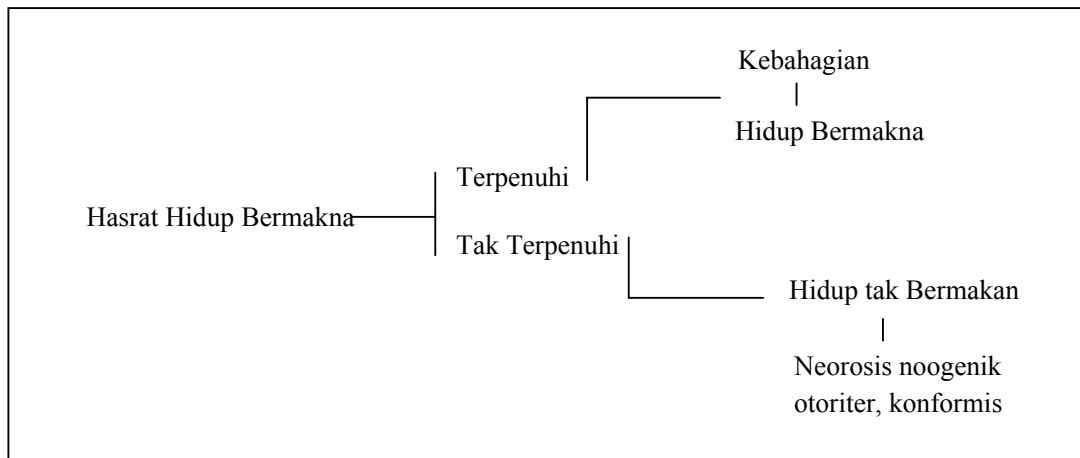 Kebahagian
Hidup Bermakna
Terpenuhi
Hasrat Hidup Bermakna
Tak Terpenuhi
Hidup tak Bermakan
Neorosis noogenik
otoriter, konformis